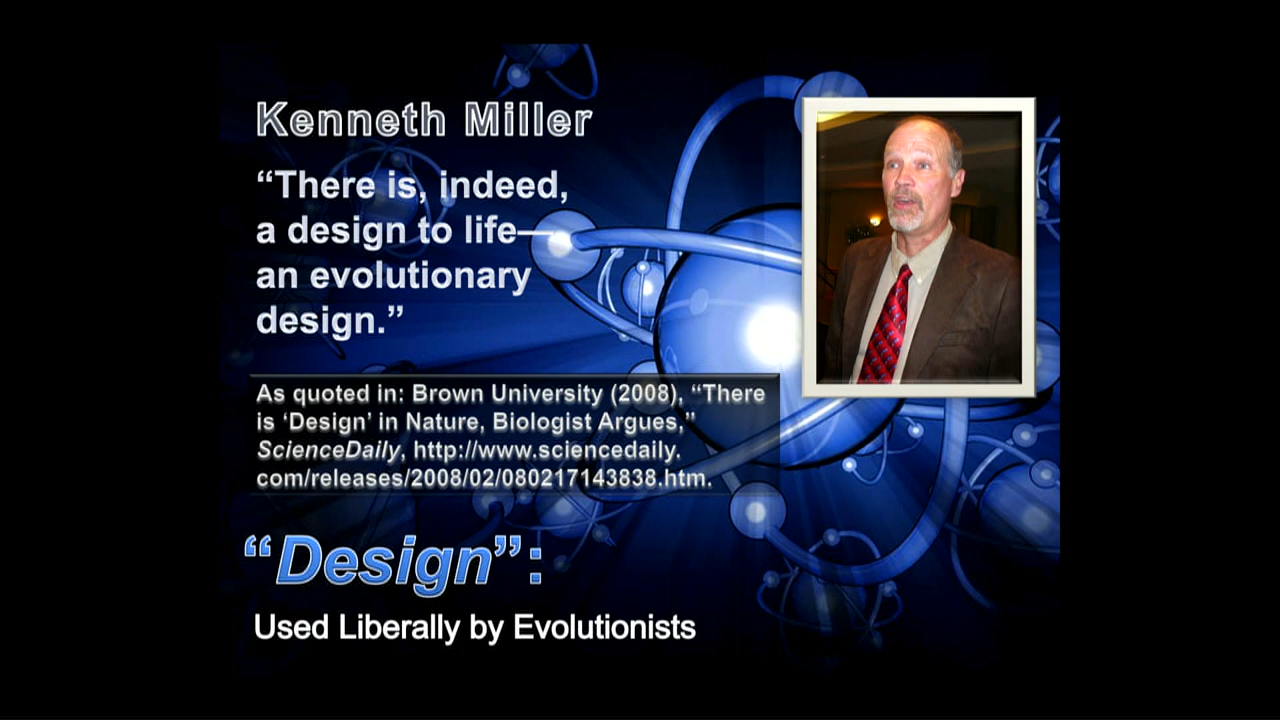 Kenneth Miller
“There is, indeed,
a design to life—
an evolutionary
design.”
As quoted in: Brown University (2008), “There
is ‘Design’ in Nature, Biologist Argues,”
ScienceDaily, http://www.sciencedaily.
com/releases/2008/02/080217143838.htm.
“Design”:
Used Liberally by Evolutionists